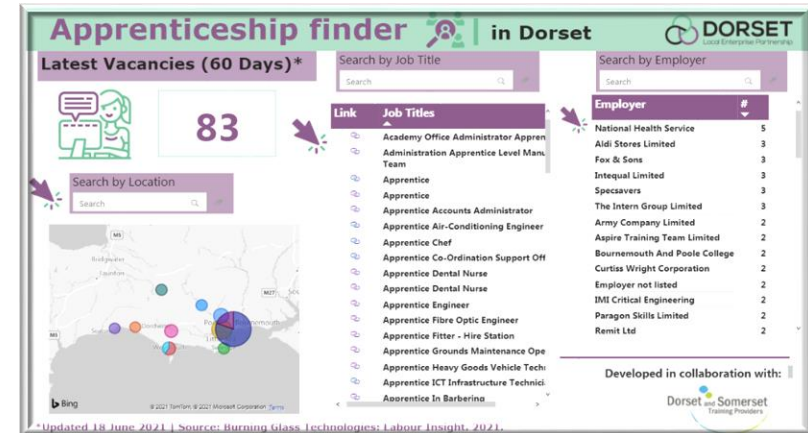 Apprenticeship finder | in Dorset
DORSET
Local Enterprise Partnership
Latest Vacancies (60 Days)*
83
Search by Location
Search
M5
Bridgwater
Taunton
M27
M5
Bing
© 2021 TomTom, © 2021 Microsoft Corporation Terms
Search by Job Title
Search
Link Job Titles
Academy Office Administrator Appren
Administration Apprentice Level Manu
Team
Apprentice
Apprentice
Apprentice Accounts Administrator
Apprentice Air-Conditioning Engineer
Apprentice Chef
Apprentice Co-Ordination Support Off
Apprentice Dental Nurse
Apprentice Dental Nurse
Apprentice Engineer
Apprentice Fibre Optic Engineer
Apprentice Fitter - Hire Station
Apprentice Grounds Maintenance Ope
Apprentice Heavy Goods Vehicle Techn
Apprentice ICT Infrastructure Technici
Apprentice In Barbering
Search by Employer
Search
Employer #
National Health Service 5
Aldi Stores Limited 3
Fox & Sons 3
Intequal Limited 3
Specsavers 3
The Intern Group Limited 3
Army Company Limited 2
Aspire Training Team Limited 2
Bournemouth And Poole College 2
Curtiss Wright Corporation 2
Employer not listed 2
IMI Critical Engineering 2
Paragon Skills Limited 2
Remit Ltd 2
Developed in collaboration with:
Dorset and Somerset
Training Providers
*Updated 18 June 2021 | Source: Burning Glass Technologies: Labour Insight, 2021.